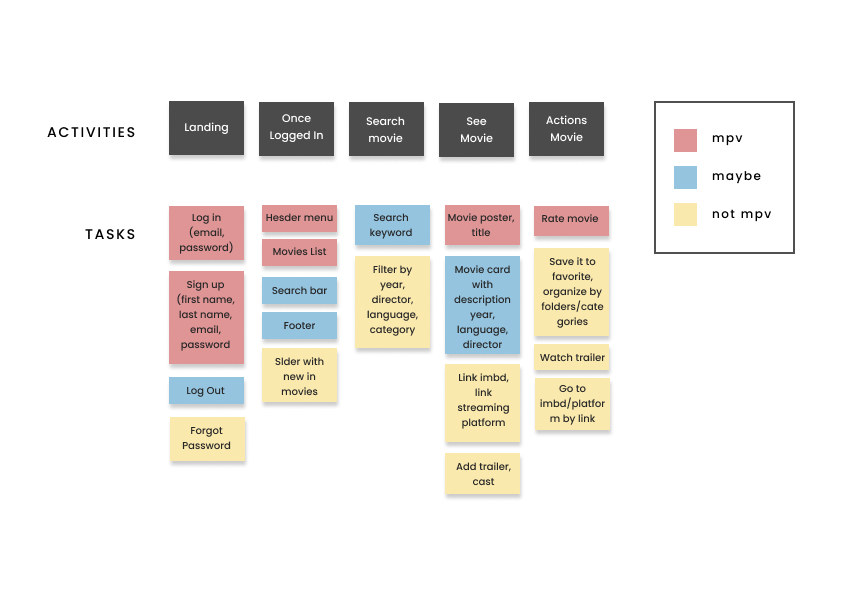 ACTIVITIES
Landing
Once
Logged In
Search
movie
See
Movie
Actions
Movie
mpv
maybe
not mpv
TASKS
Log in
(email,
password)
Sign up
(first name,
last name,
email,
password
Log Out
Forgot
Password
Hesder menu
Movies List
Search bar
Footer
Slder with
new in
movies
Search
keyword
Filter by
year,
director,
language,
category
Movie poster,
title
Movie card
with
description
year,
language,
director
Link imbd,
link
streaming
platform
Add trailer,
cast
Rate movie
Save it to
favorite,
organize by
folders/cate
gories
Watch trailer
Go to
imbd/platfor
m by link